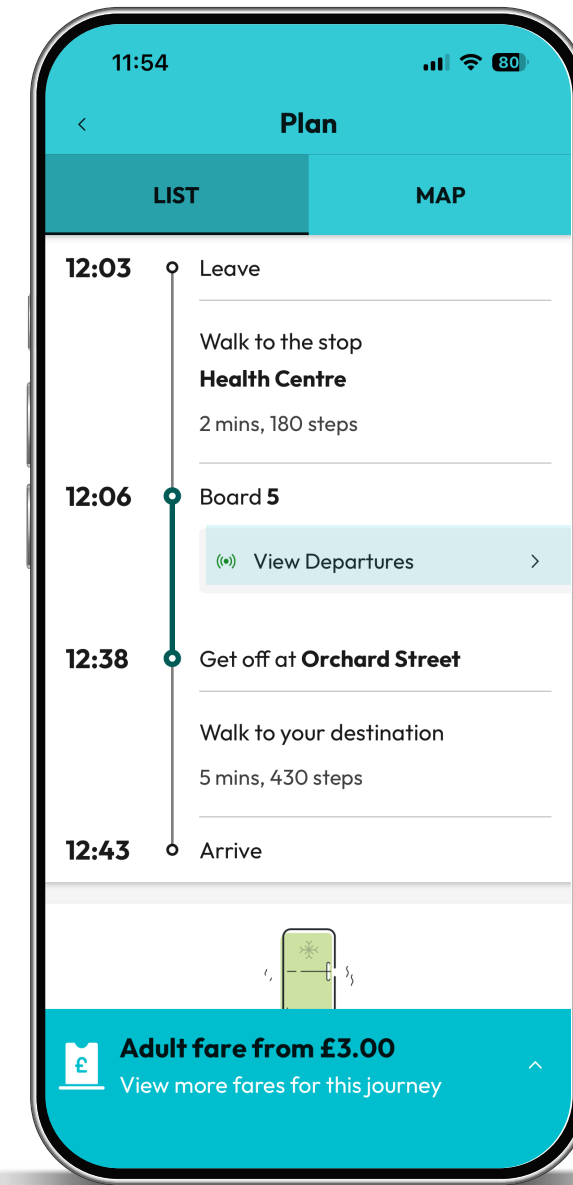 11:54
80
Plan
LIST
MAP
12:03 Leave
Walk to the stop
Health Centre
2 mins, 180 steps
12:06 Board 5
View Departures
12:38 Get off at Orchard Street
Walk to your destination
5 mins, 430 steps
12:43 Arrive
£
Adult fare from £3.00
View more fares for this journey